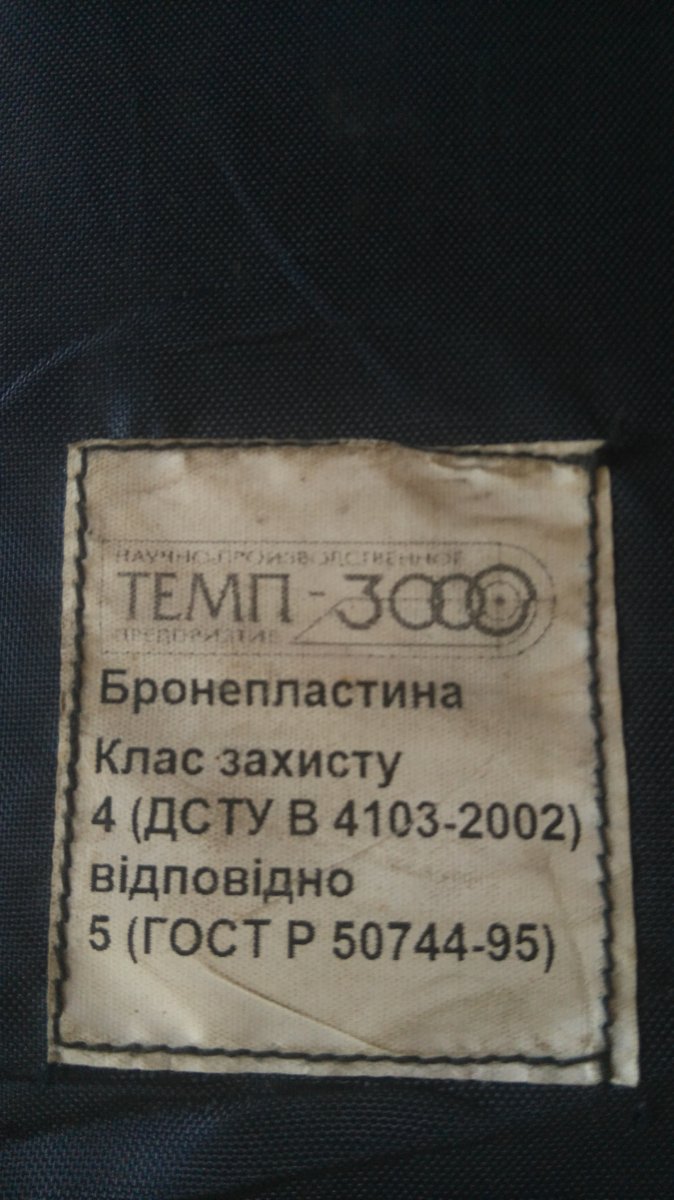 НАУЧНО-ПРОИЗВОДСТВЕННОЕ
ТЕМП-3000
ПРЕДПРИЯТИЕ
Бронепластина
Клас захисту
4 (ДСТУ В 4103-2002)
відповідно
5 (ГОСТ Р 50744-95)